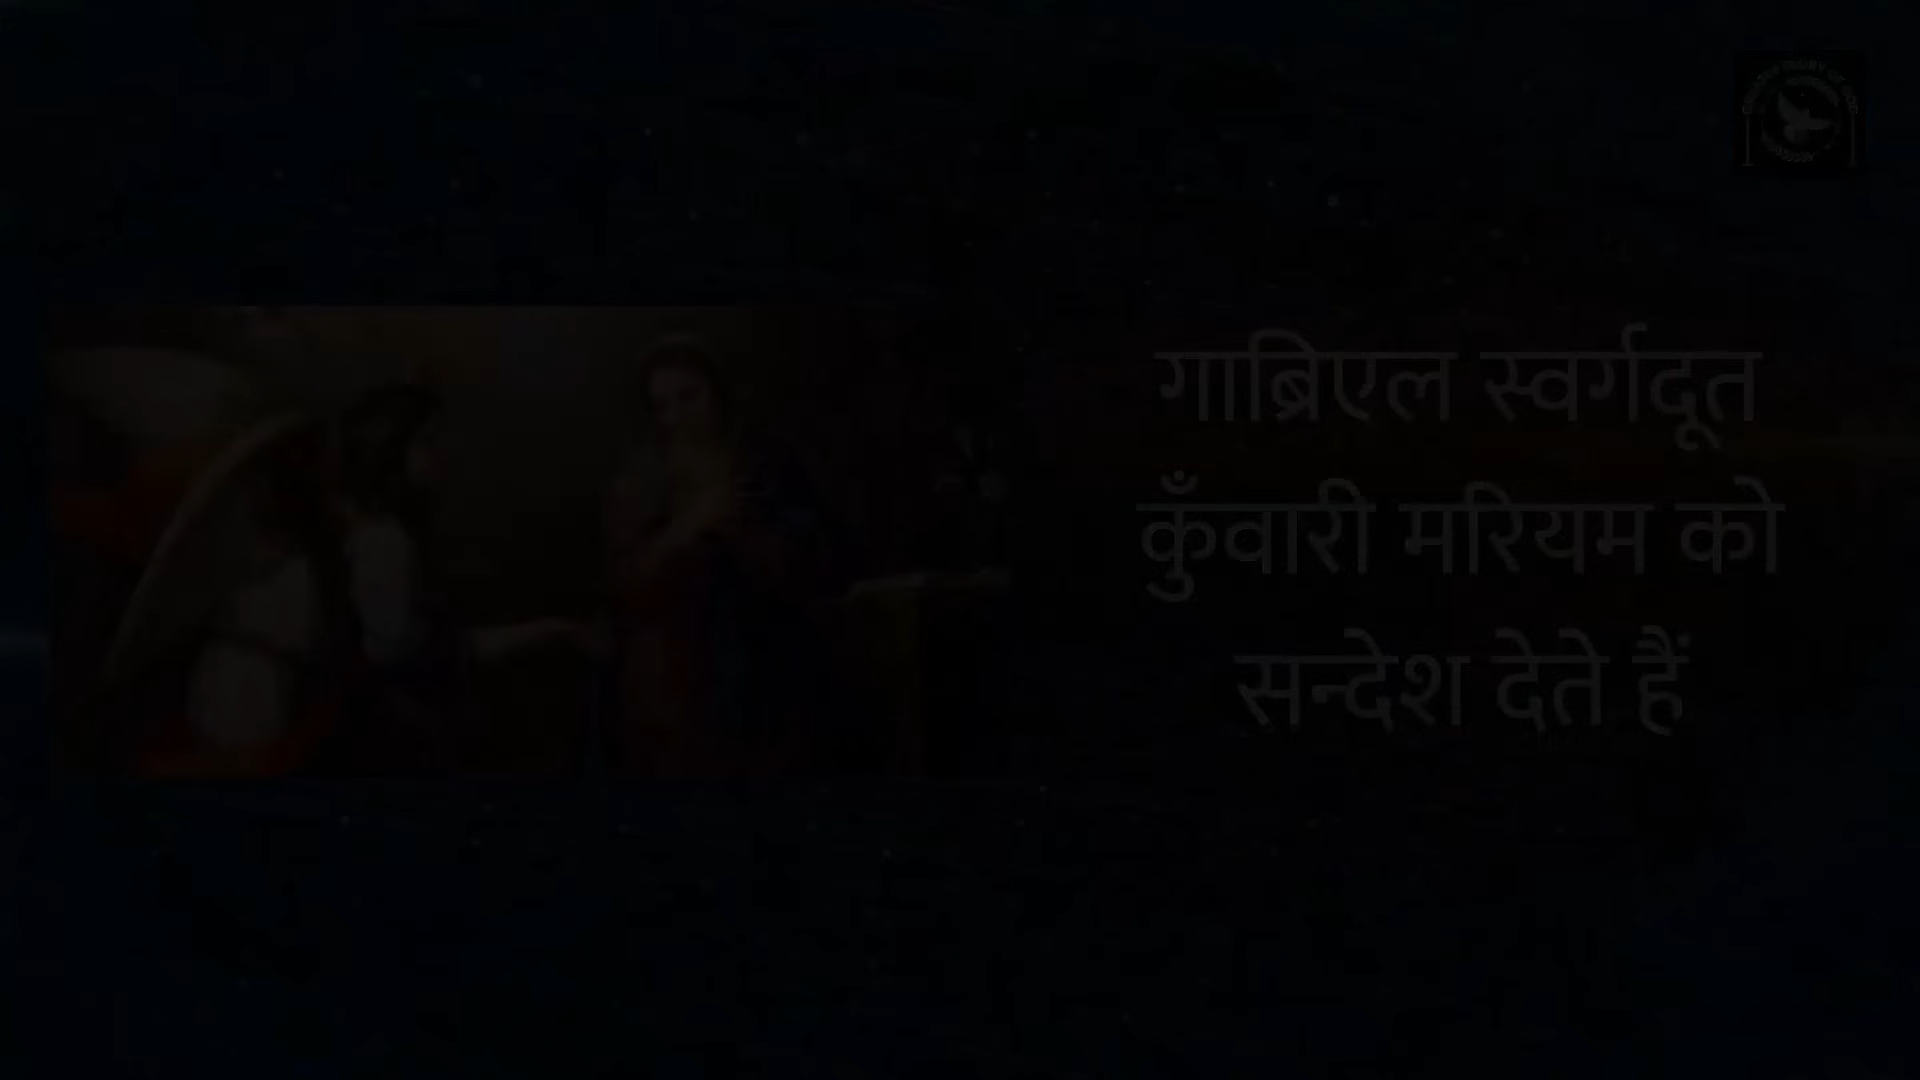 गाब्रिएल स्वर्गदूत
कुँवारी मरियम को
सन्देश देते हैं